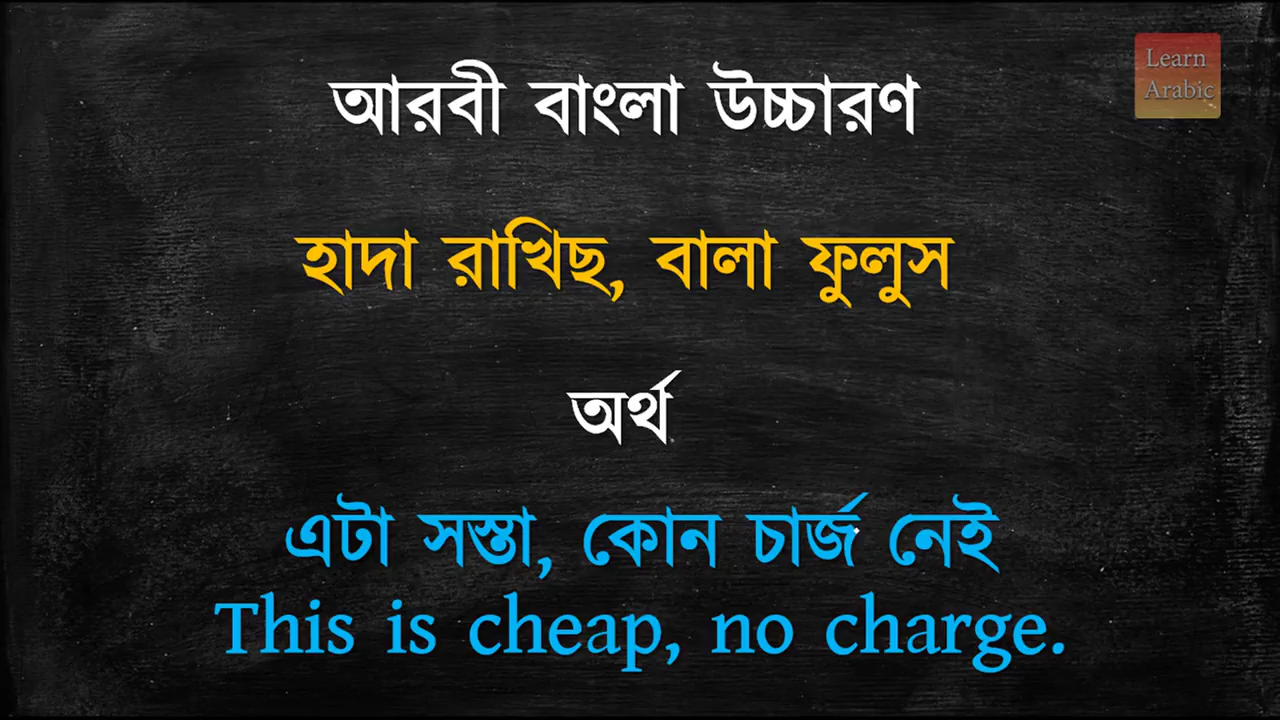 Learn
Arabic
আরবী বাংলা উচ্চারণ
হাদা রাখিছ, বালা ফুলুস
অর্থ
এটা সস্তা, কোন চার্জ নেই
This is cheap, no charge.